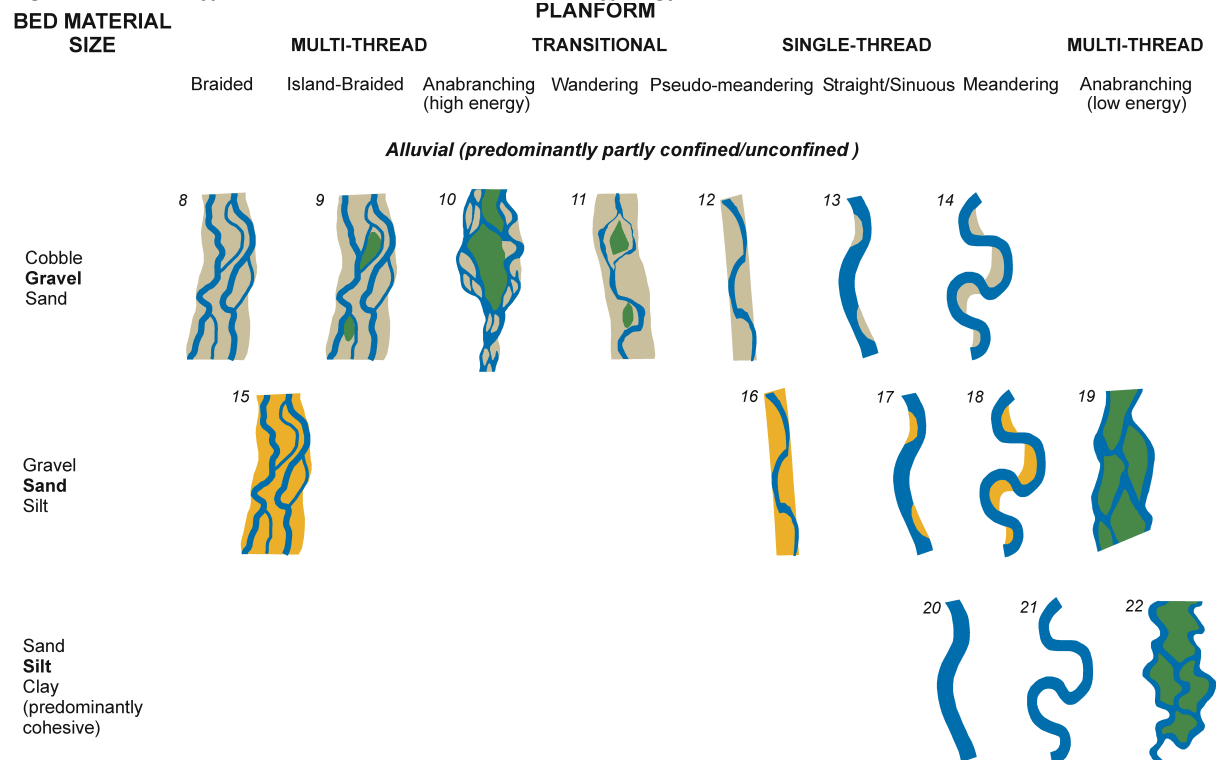 PLANFORM
BED MATERIAL
SIZE
MULTI-THREAD
TRANSITIONAL
SINGLE-THREAD
MULTI-THREAD
Braided
Island-Braided
Anabranching
(high energy)
Wandering
Pseudo-meandering
Straight/Sinuous
Meandering
Anabranching
(low energy)
Alluvial (predominantly partly confined/unconfined )
8
9
10
11
12
13
14
Cobble
Gravel
Sand
15
16
17
18
19
Gravel
Sand
Silt
20
21
22
Sand
Silt
Clay
(predominantly
cohesive)